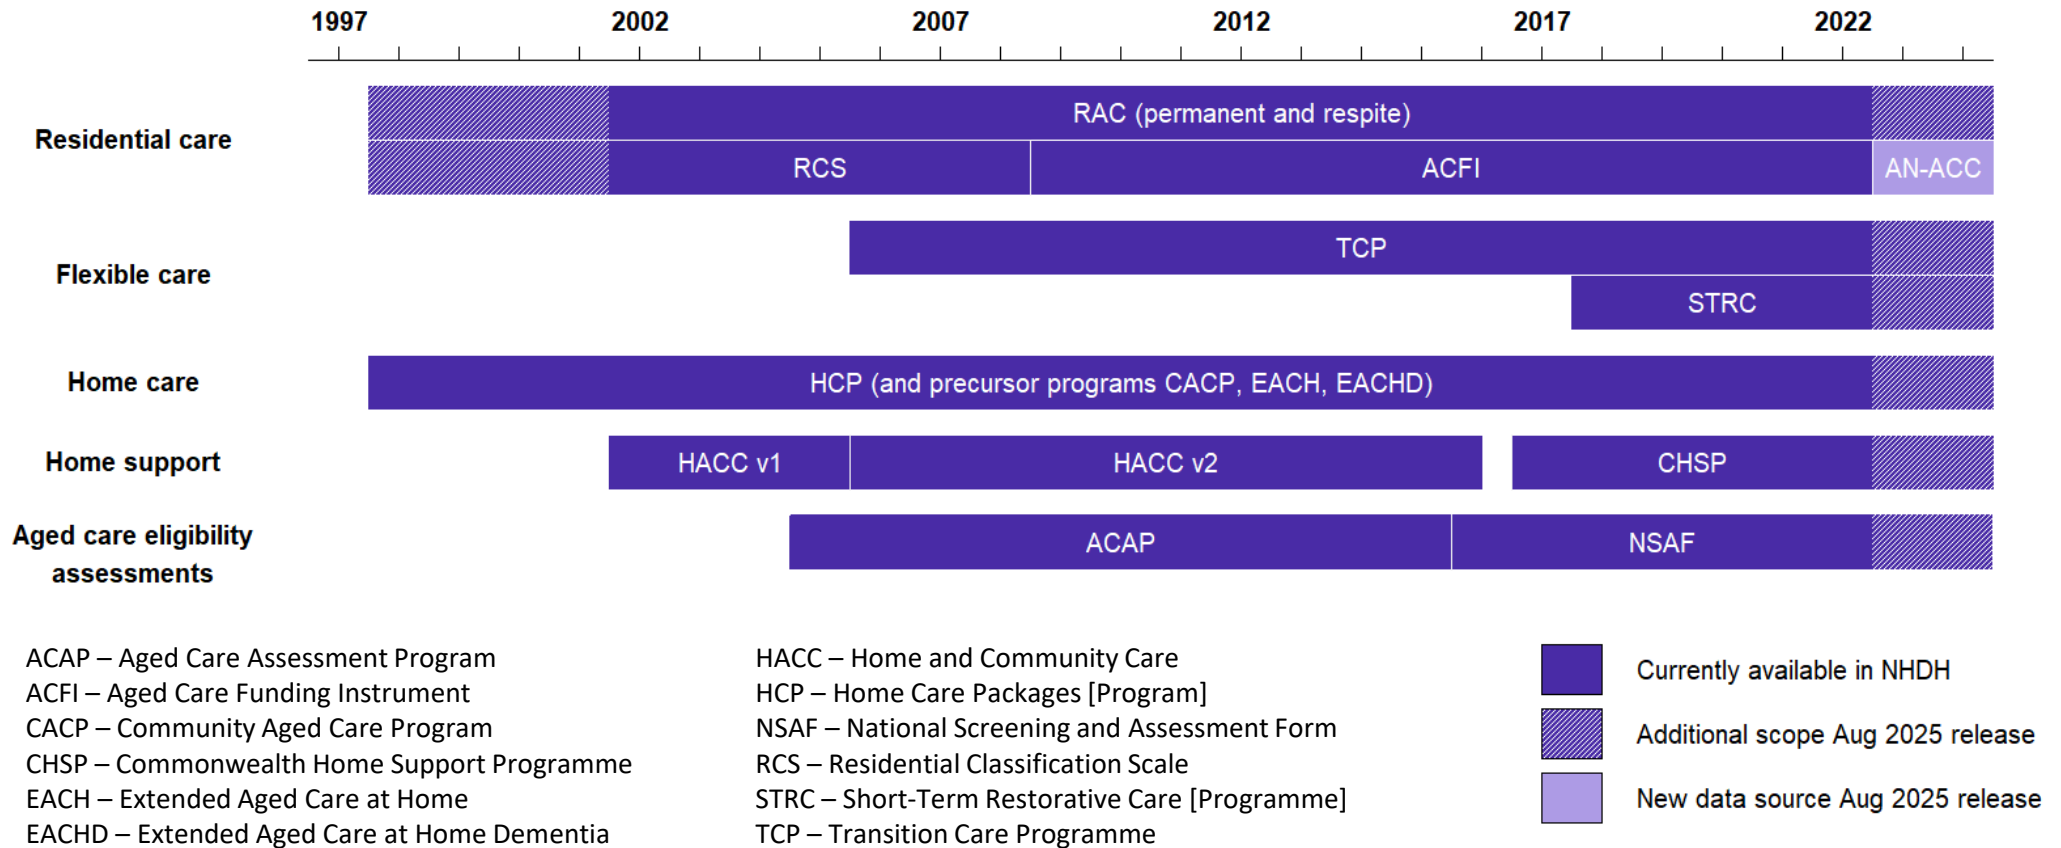 1997 2002 2007 2012 2017 2022
RAC (permanent and respite)
Residential care
RCS ACFI AN-ACC
TCP
Flexible care
STRC
Home care HCP (and precursor programs CACP, EACH, EACHD)
Home support HACC v1 HACC v2 CHSP
Aged care eligibility
assessments
ACAP NSAF
ACAP – Aged Care Assessment Program
ACFI – Aged Care Funding Instrument
CACP – Community Aged Care Program
CHSP – Commonwealth Home Support Programme
EACH – Extended Aged Care at Home
EACHD – Extended Aged Care at Home Dementia
HACC – Home and Community Care
HCP – Home Care Packages [Program]
NSAF – National Screening and Assessment Form
RCS – Residential Classification Scale
STRC – Short-Term Restorative Care [Programme]
TCP – Transition Care Programme
Currently available in NHDH
Additional scope Aug 2025 release
New data source Aug 2025 release